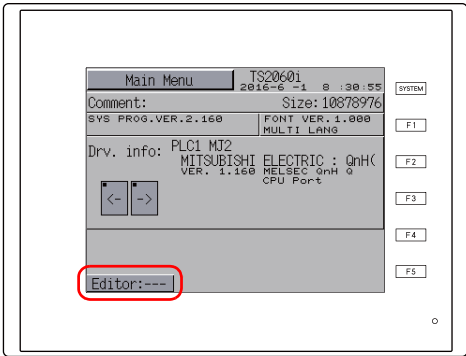 Main Menu
TS2060i
2016-6 -1 8 :30:55
Comment:
Size:10878976
SYS PROG.VER.2.160
FONT VER.1.000
MULTI LANG
Drv. info:
PLC1 MJ2
MITSUBISHI ELECTRIC : QnH(
VER. 1.160 MELSEC QnH Q
CPU Port
<- ->
Editor:---
SYSTEM
F1
F2
F3
F4
F5